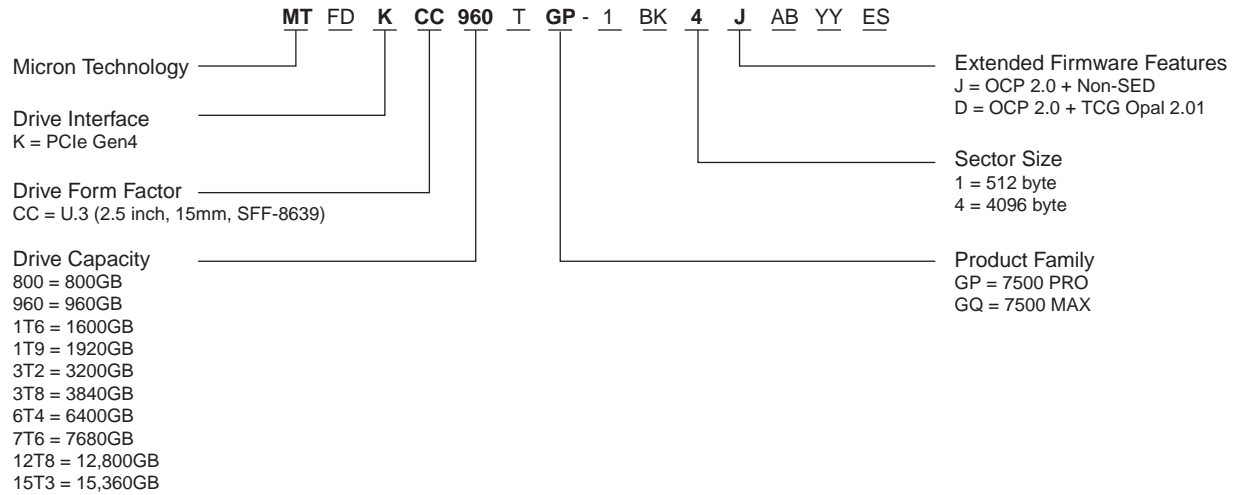 MT FD K CC 960 T GP - 1 BK 4 J AB YY ES
Micron Technology
Drive Interface
K = PCIe Gen4
Drive Form Factor
CC = U.3 (2.5 inch, 15mm, SFF-8639)
Drive Capacity
800 = 800GB
960 = 960GB
1T6 = 1600GB
1T9 = 1920GB
3T2 = 3200GB
3T8 = 3840GB
6T4 = 6400GB
7T6 = 7680GB
12T8 = 12,800GB
15T3 = 15,360GB
Extended Firmware Features
J = OCP 2.0 + Non-SED
D = OCP 2.0 + TCG Opal 2.01
Sector Size
1 = 512 byte
4 = 4096 byte
Product Family
GP = 7500 PRO
GQ = 7500 MAX